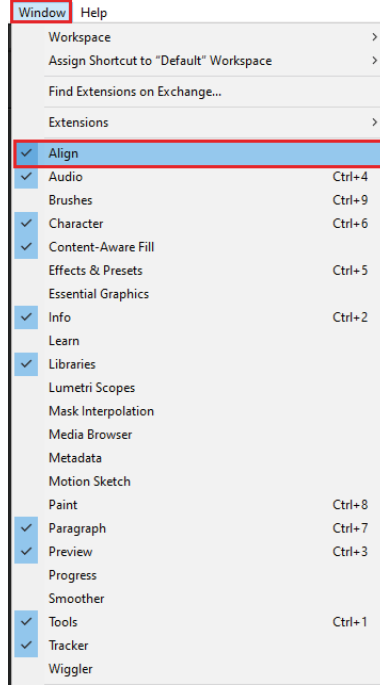 Window Help
Workspace
Assign Shortcut to "Default" Workspace
Find Extensions on Exchange...
Extensions
Align
Audio Ctrl+4
Brushes Ctrl+9
Character Ctrl+6
Content-Aware Fill
Effects & Presets Ctrl+5
Essential Graphics
Info Ctrl+2
Learn
Libraries
Lumetri Scopes
Mask Interpolation
Media Browser
Metadata
Motion Sketch
Paint Ctrl+8
Paragraph Ctrl+7
Preview Ctrl+3
Progress
Smoother
Tools Ctrl+1
Tracker
Wiggler